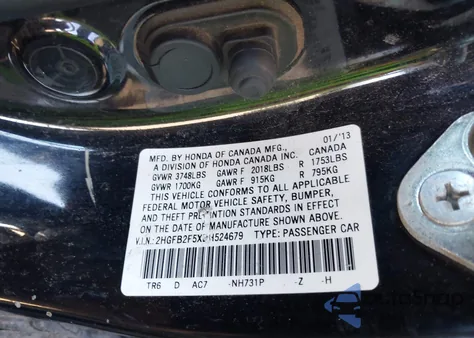 MFD. BY HONDA OF CANADA MFG., 01/'13
A DIVISION OF HONDA CANADA INC. CANADA
GVWR 3748LBS GAWR F 2018LBS R 1753LBS
GVWR 1700KG GAWR F 915KG R 795KG
THIS VEHICLE CONFORMS TO ALL APPLICABLE
FEDERAL MOTOR VEHICLE SAFETY, BUMPER,
AND THEFT PREVENTION STANDARDS IN EFFECT
ON THE DATE OF MANUFACTURE SHOWN ABOVE.
V.I.N.: TYPE: PASSENGER CAR
TR6 D AC7 -NH731P -Z -H
AutoSnap